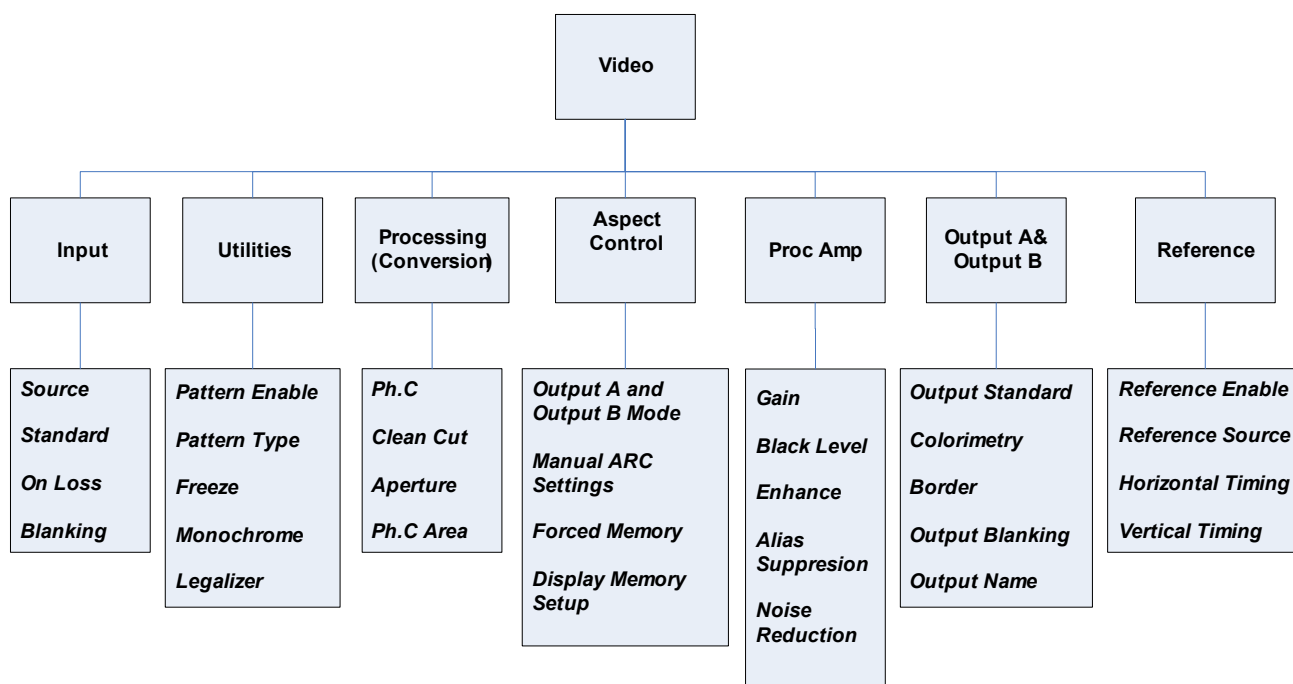 Video
Input
Utilities
Processing
(Conversion)
Aspect
Control
Proc Amp
Output A&
Output B
Reference
Source
Standard
On Loss
Blanking
Pattern Enable
Pattern Type
Freeze
Monochrome
Legalizer
Ph.C
Clean Cut
Aperture
Ph.C Area
Output A and
Output B Mode
Manual ARC
Settings
Forced Memory
Display Memory
Setup
Gain
Black Level
Enhance
Alias
Suppresion
Noise
Reduction
Output Standard
Colorimetry
Border
Output Blanking
Output Name
Reference Enable
Reference Source
Horizontal Timing
Vertical Timing